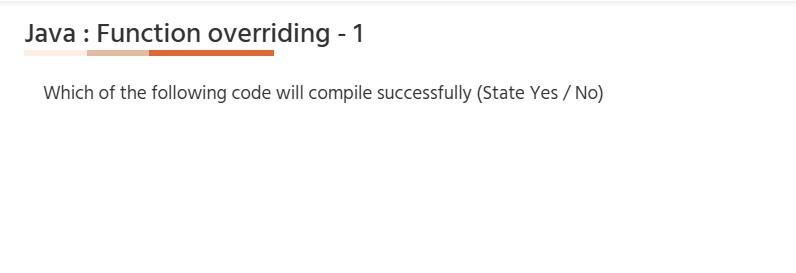 Java : Function overriding - 1
Which of the following code will compile successfully (State Yes / No)